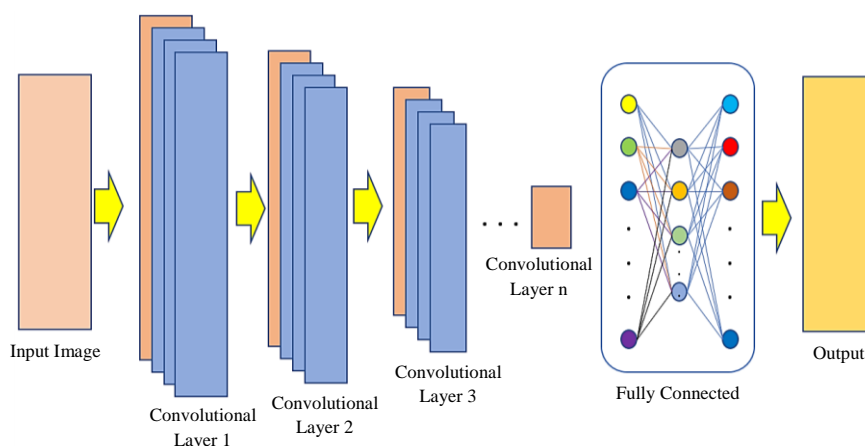 Input Image
Convolutional
Layer 1
Convolutional
Layer 2
Convolutional
Layer 3
. . .
Convolutional
Layer n
Fully Connected
Output